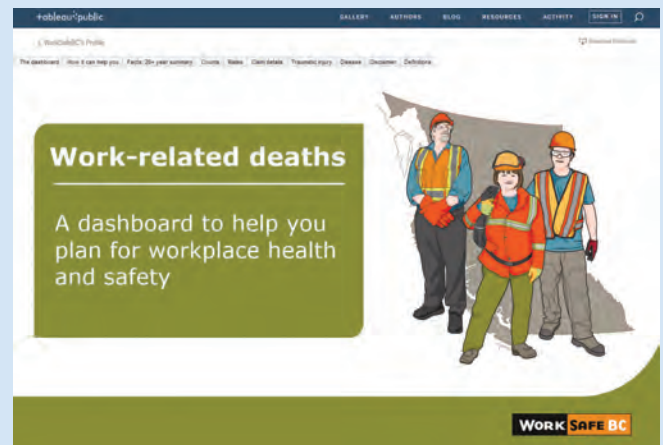 +ableau public
GALLERY AUTHORS BLOG RESOURCES ACTIVITY SIGN IN
WorkSafeBC's Profile
The dashboard How it can help you Facts: 20+ year summary Counts Rates Claim details Traumatic injury Disease Disclaimer Definitions
Work-related deaths
A dashboard to help you
plan for workplace health
and safety
WORK SAFE BC